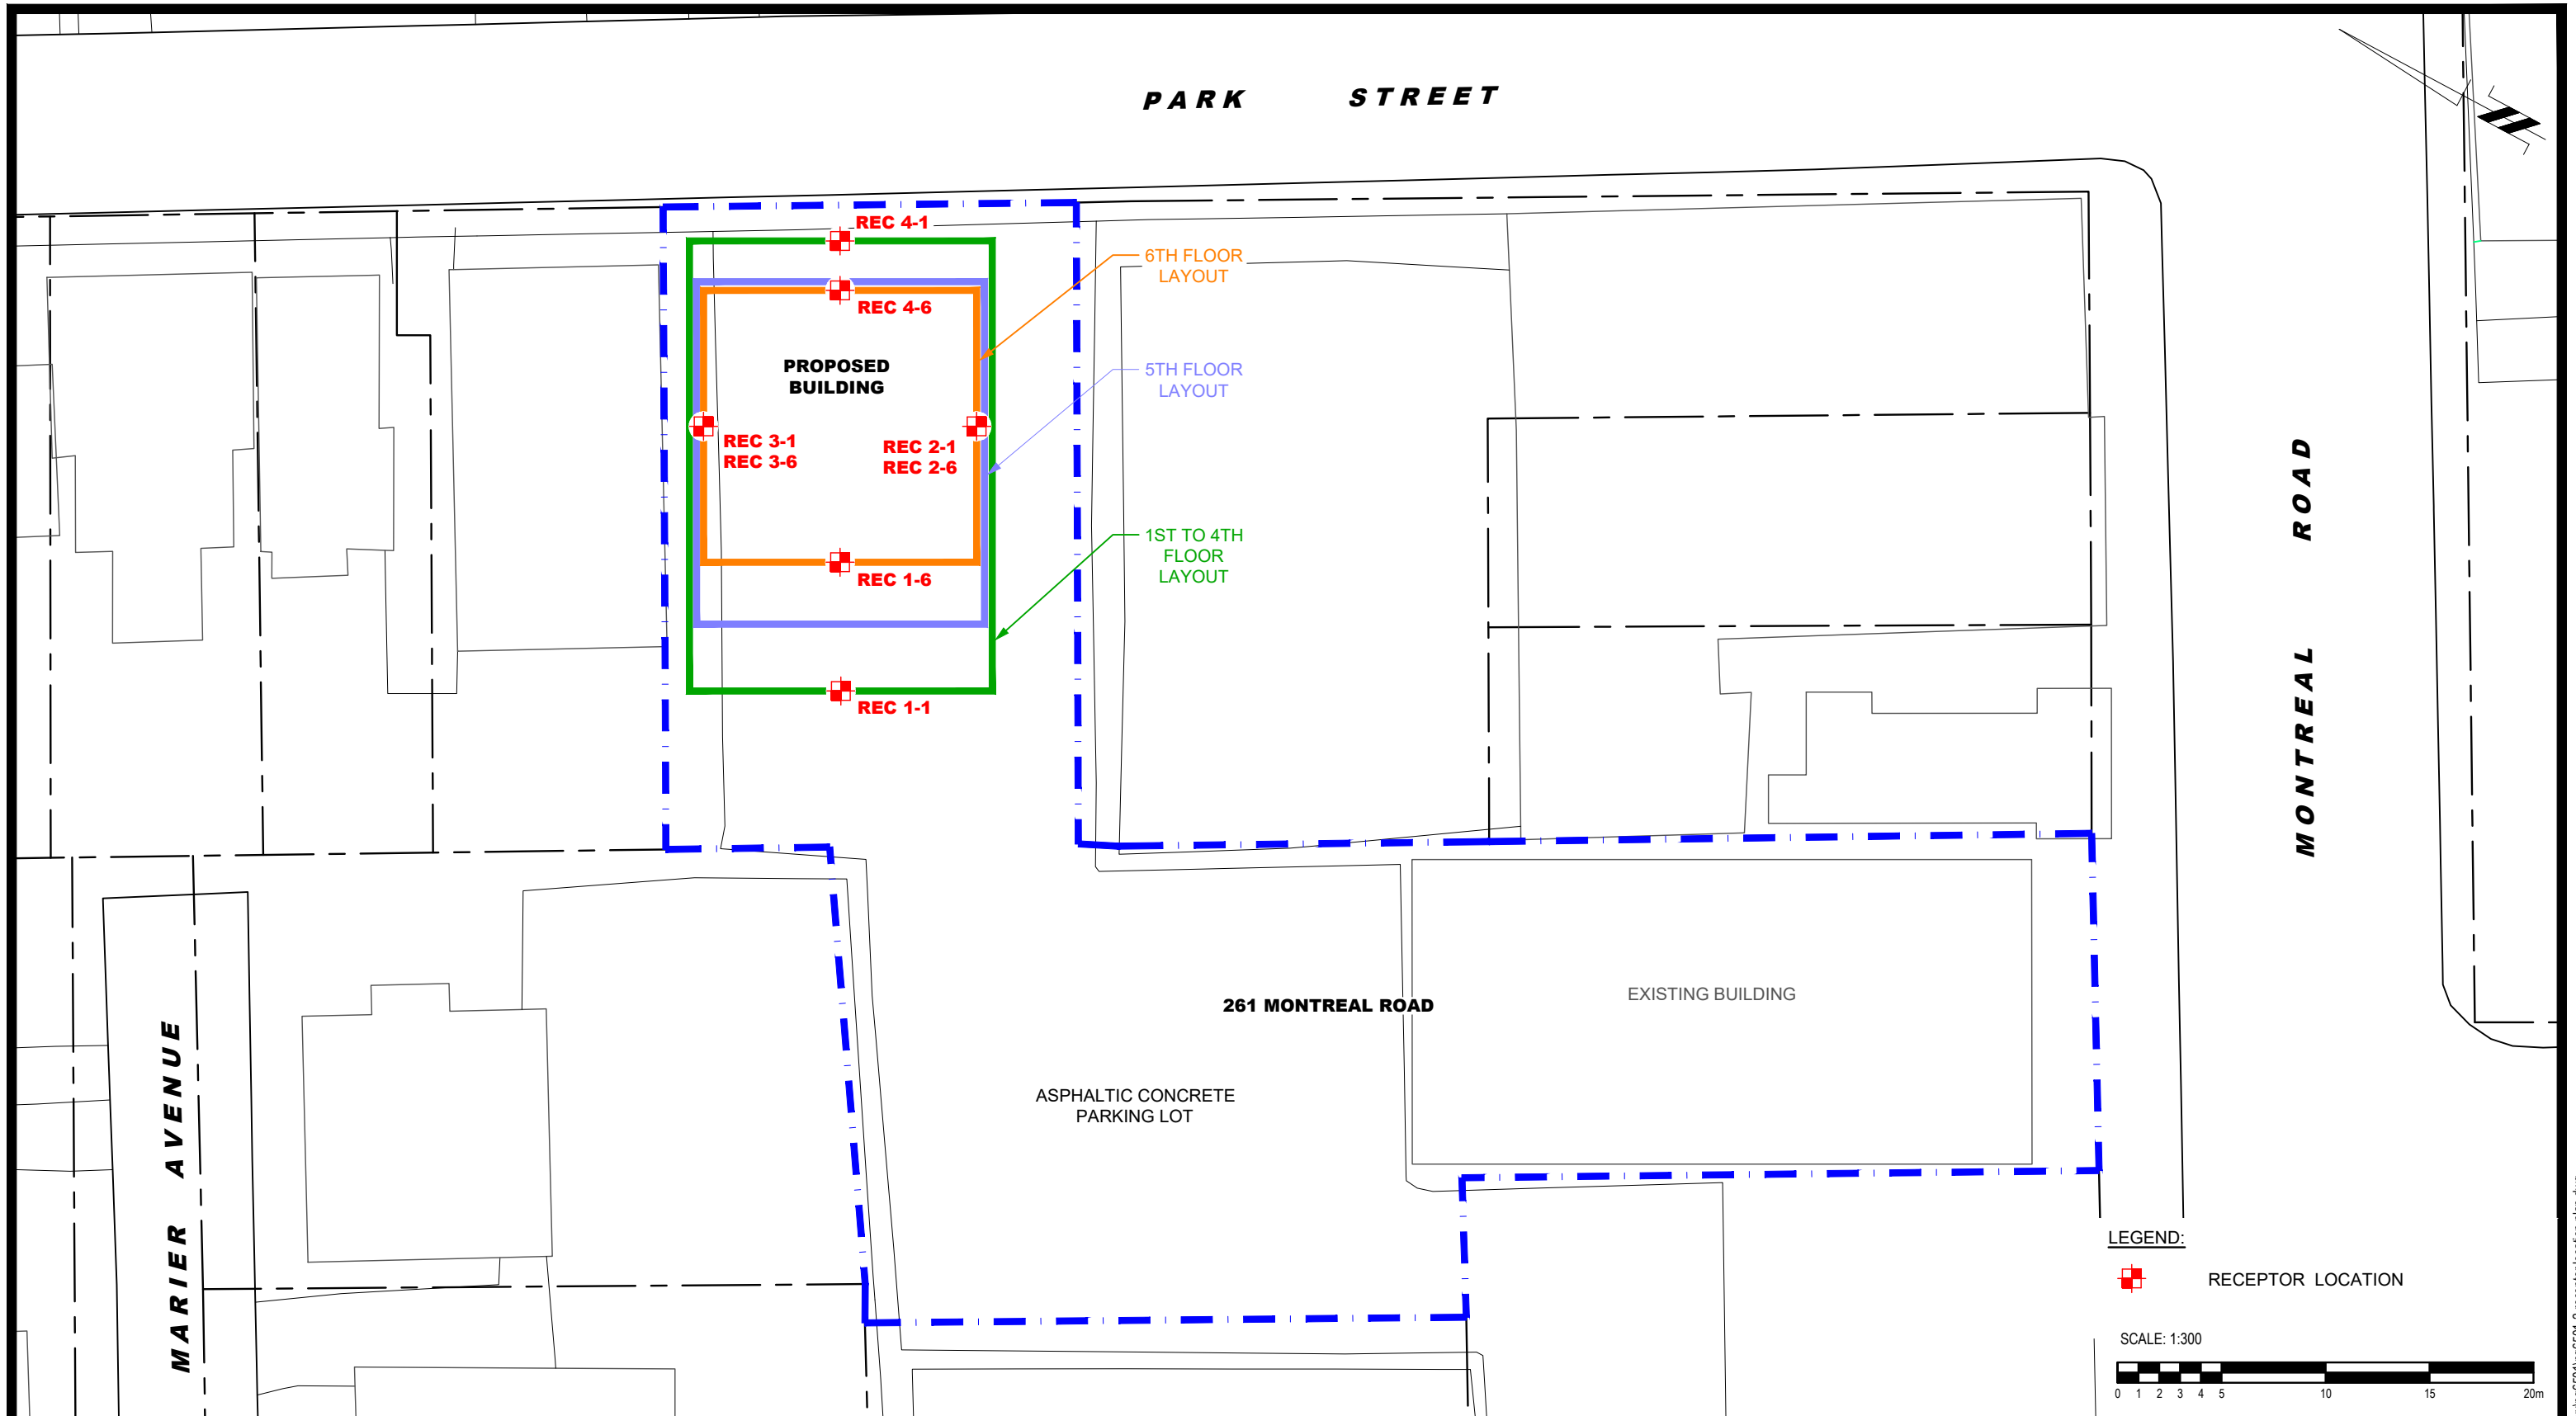 PARK STREET
REC 4-1
6TH FLOOR
LAYOUT
REC 4-6
PROPOSED
BUILDING
5TH FLOOR
LAYOUT
REC 3-1
REC 3-6
REC 2-1
REC 2-6
1ST TO 4TH
FLOOR
LAYOUT
REC 1-6
REC 1-1
MONTREAL ROAD
261 MONTREAL ROAD
EXISTING BUILDING
ASPHALTIC CONCRETE
PARKING LOT
MARIER AVENUE
LEGEND:
RECEPTOR LOCATION
SCALE: 1:300
0 1 2 3 4 5 10 15 20m